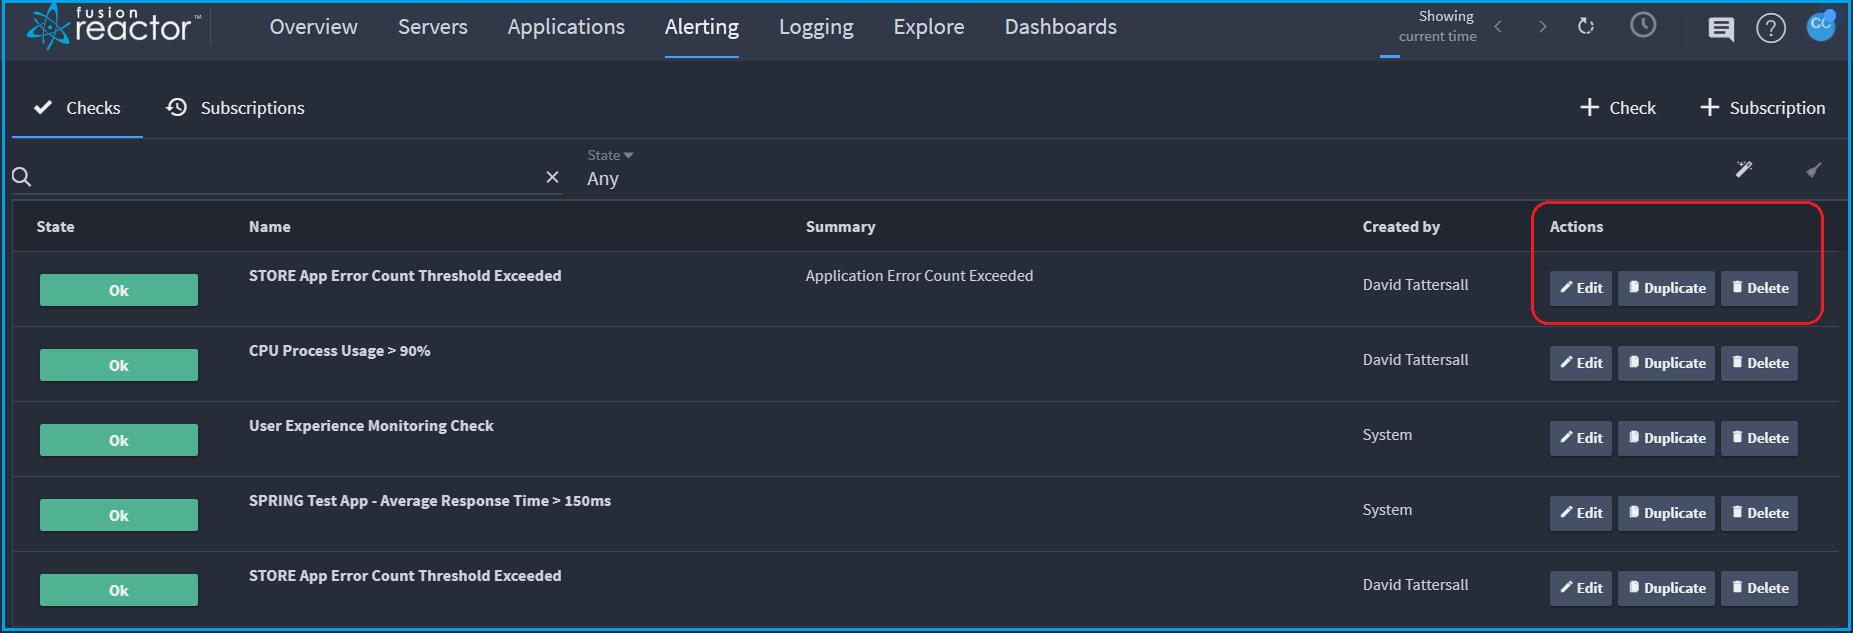 fusion reactor™ Overview Servers Applications Alerting Logging Explore Dashboards Showing current time ? CC
Checks Subscriptions + Check + Subscription
State
Any
State Name Summary Created by Actions
Ok STORE App Error Count Threshold Exceeded Application Error Count Exceeded David Tattersall Edit Duplicate Delete
Ok CPU Process Usage > 90% David Tattersall Edit Duplicate Delete
Ok User Experience Monitoring Check System Edit Duplicate Delete
Ok SPRING Test App - Average Response Time > 150ms System Edit Duplicate Delete
Ok STORE App Error Count Threshold Exceeded David Tattersall Edit Duplicate Delete